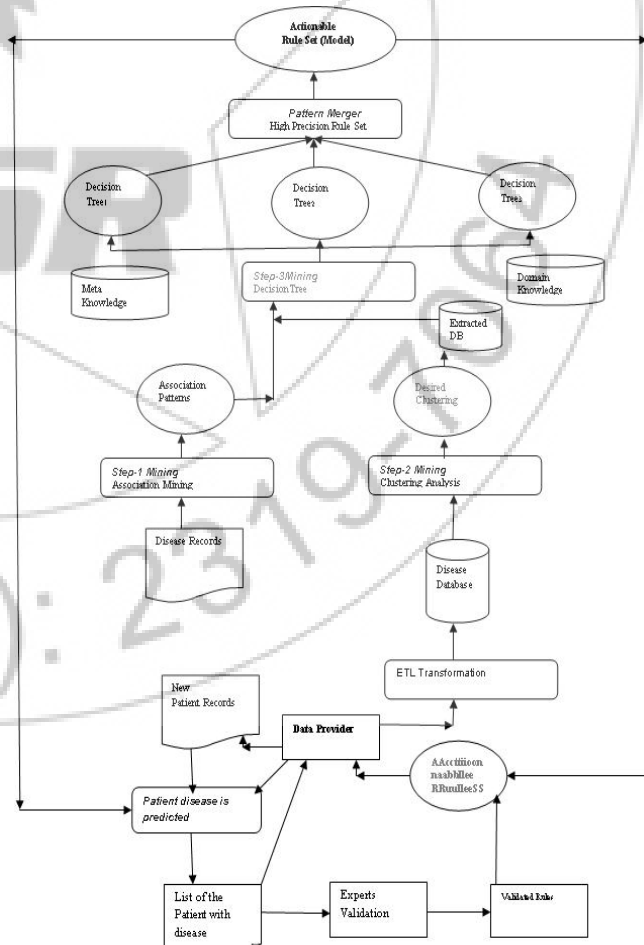 Actionable
Rule Set (Model)
Pattern Merger
High Precision Rule Set
Decision
Tree1
Decision
Tree2
Decision
Tree3
Meta
Knowledge
Step-3Mining
DecisionTree
Domain
Knowledge
Extracted
DB
Association
Patterns
Desired
Clustering
Step-1 Mining
Association Mining
Step-2 Mining
Clustering Analysis
Disease Records
Disease
Database
ETL Transformation
New
Patient Records
Data Provider
Patient disease is
predicted
List of the
Patient with
disease
Experts
Validation
Validated Rules
): 2319-7064